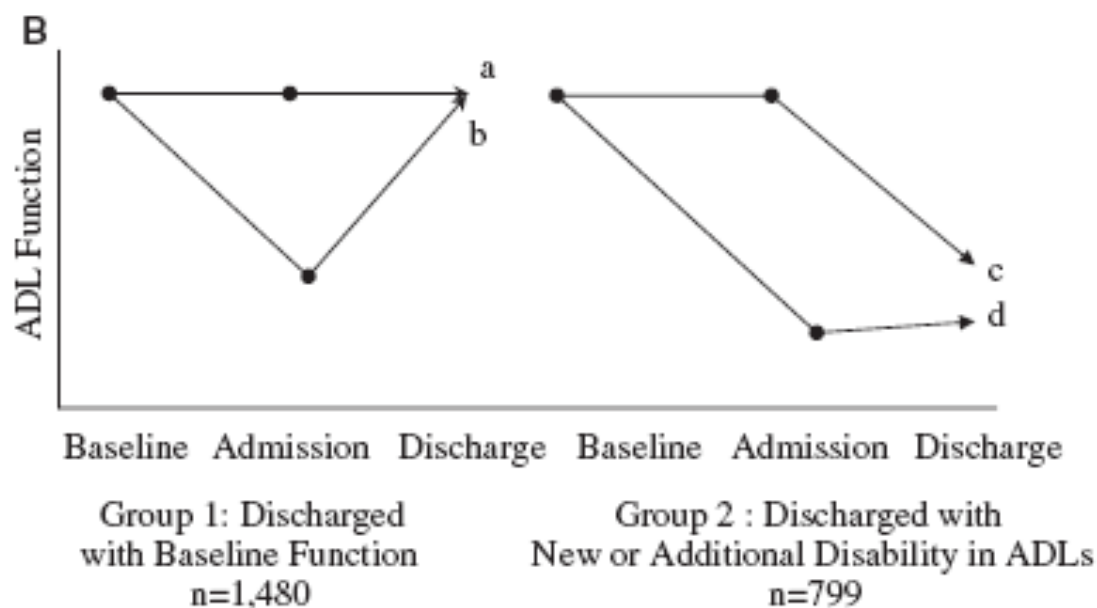 B
ADL Function
a
b
c
d
Baseline Admission Discharge Baseline Admission Discharge
Group 1: Discharged
with Baseline Function
n=1,480
Group 2 : Discharged with
New or Additional Disability in ADLs
n=799